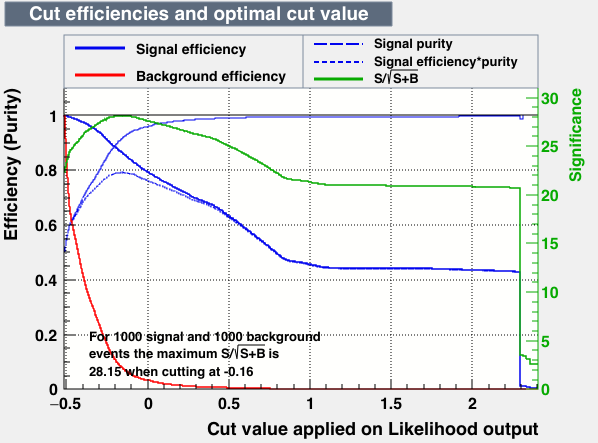 Cut efficiencies and optimal cut value
Signal efficiency
Background efficiency
Signal purity
Signal efficiency*purity
S/√S+B
Efficiency (Purity)
1
0.8
0.6
0.4
0.2
0
30
25
20
15
10
5
0
Significance
For 1000 signal and 1000 background
events the maximum S/√S+B is
28.15 when cutting at -0.16
−0.5
0
0.5
1
1.5
2
Cut value applied on Likelihood output